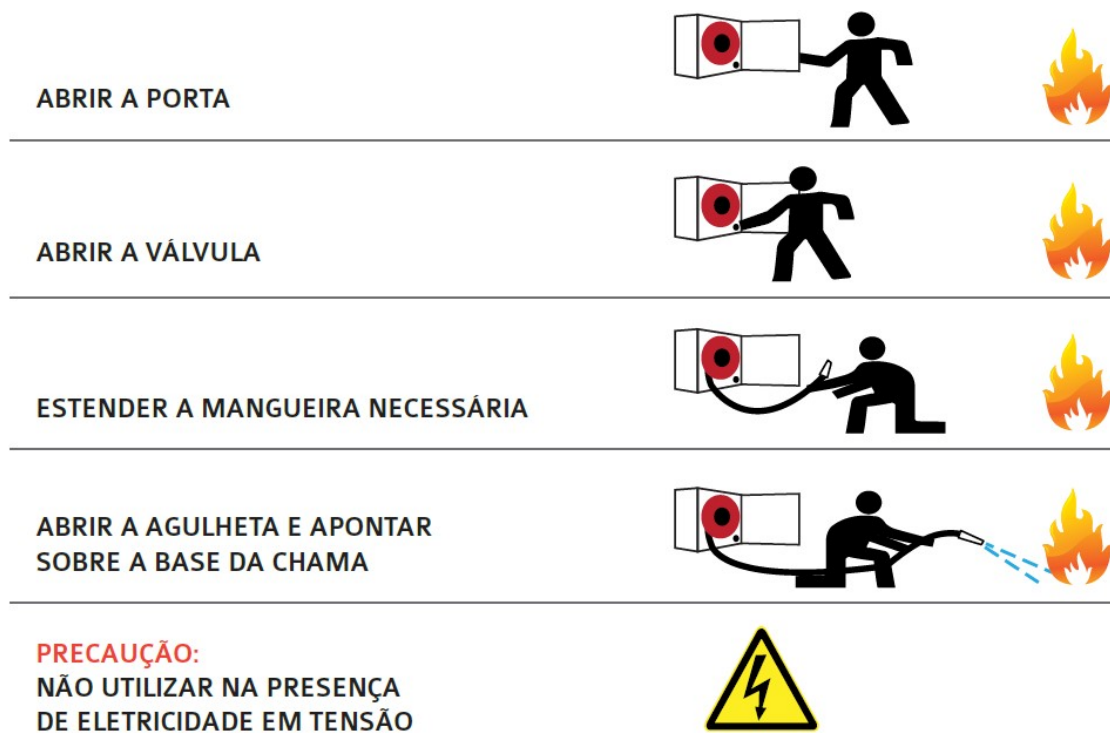 ABRIR A PORTA
ABRIR A VÁLVULA
ESTENDER A MANGUEIRA NECESSÁRIA
ABRIR A AGULHETA E APONTAR
SOBRE A BASE DA CHAMA
PRECAUÇÃO:
NÃO UTILIZAR NA PRESENÇA
DE ELETRICIDADE EM TENSÃO